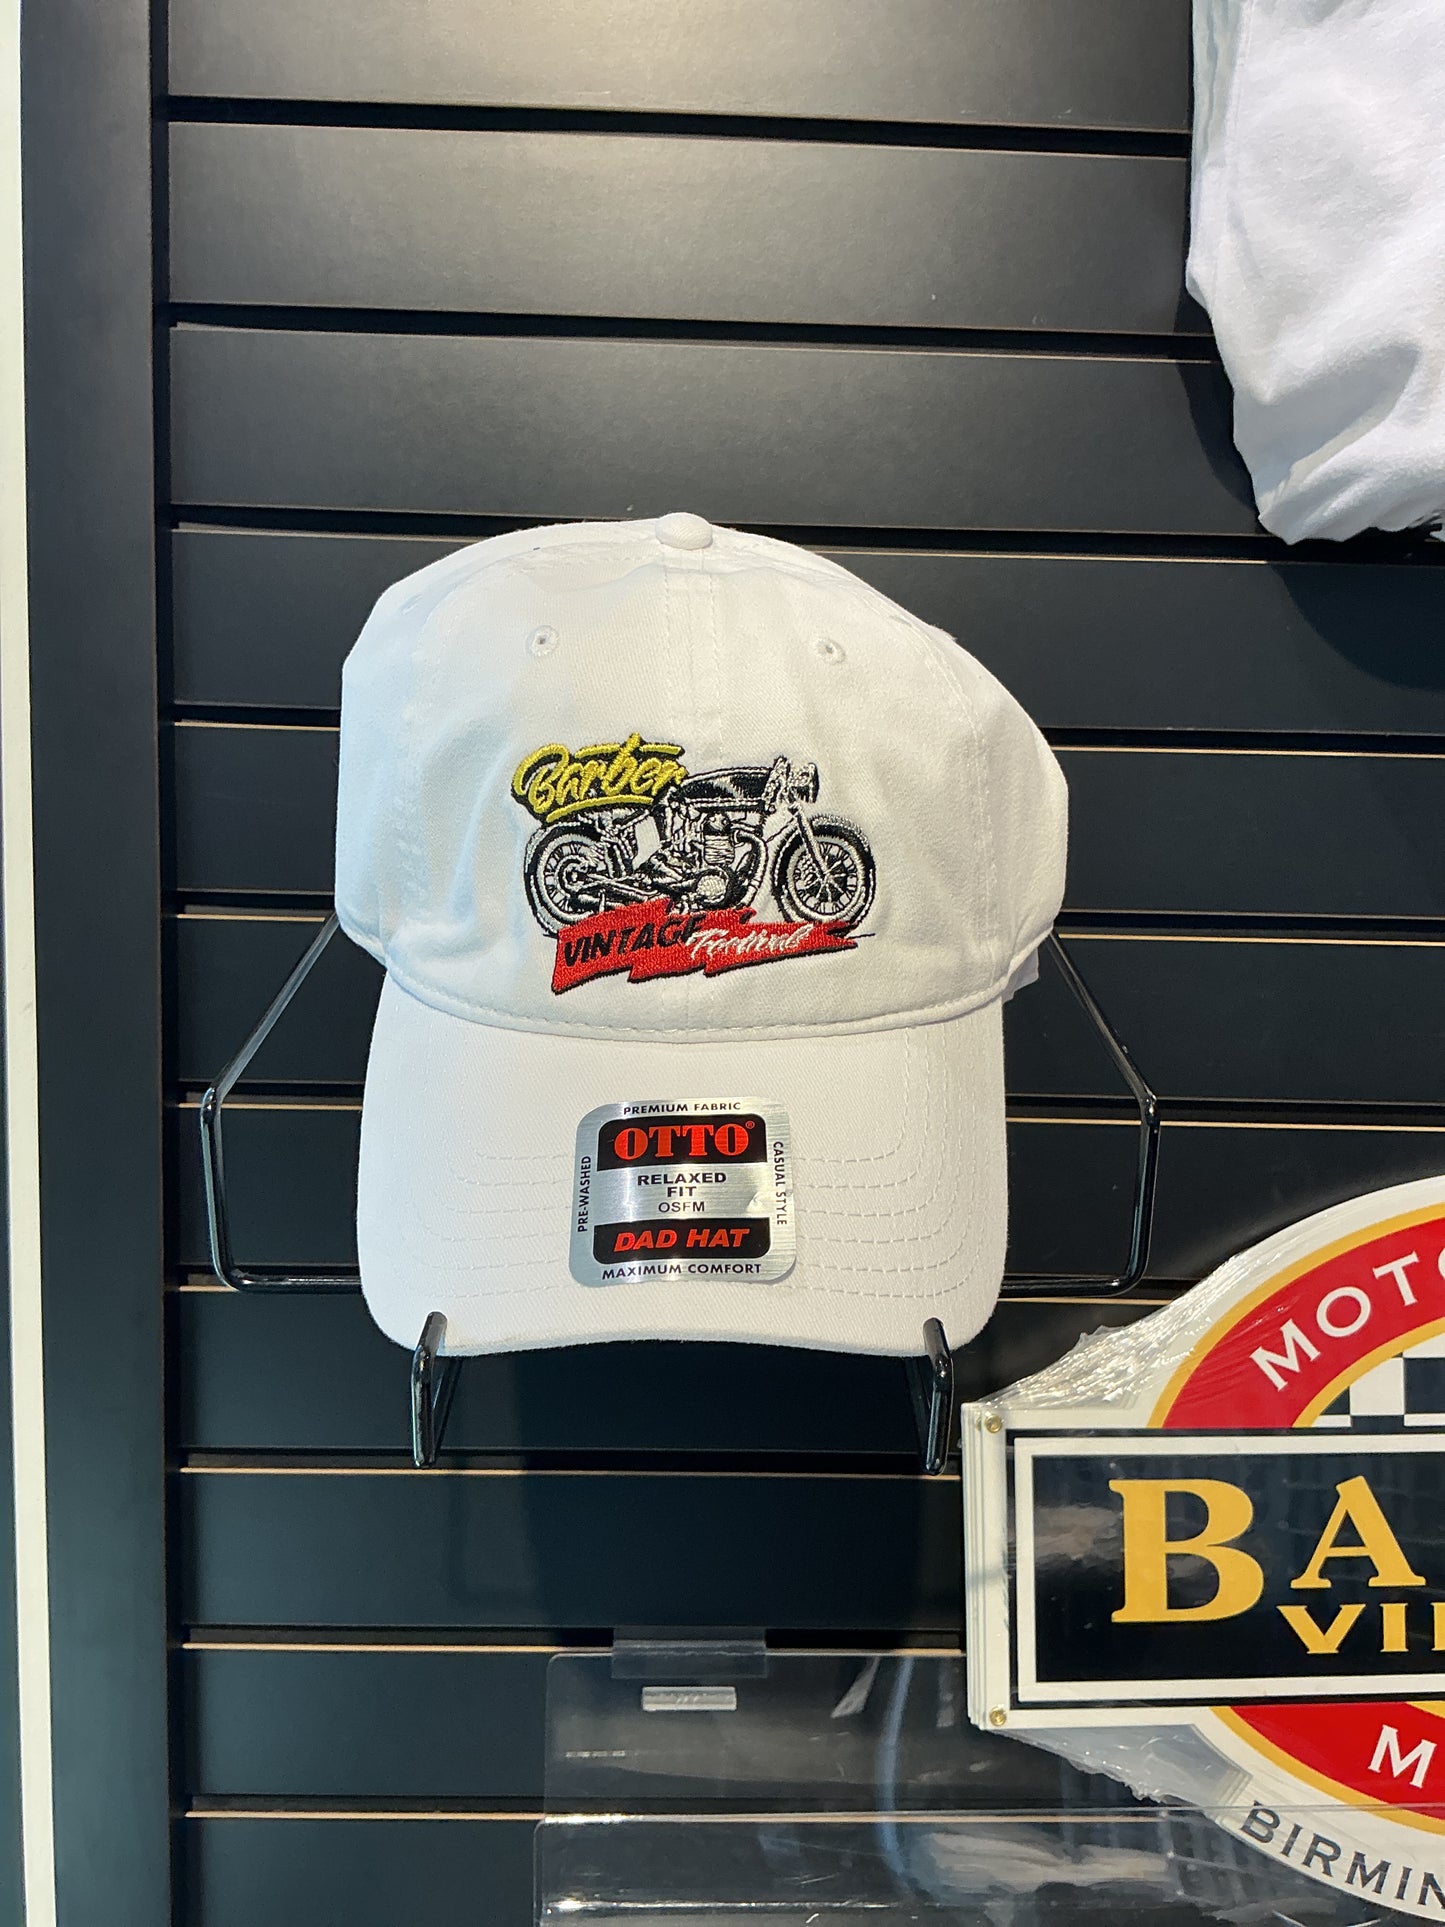 Barber
VINTAGE Festival
PREMIUM FABRIC
OTTO®
PRE-WASHED
CASUAL STYLE
RELAXED
FIT
OSFM
DAD HAT
MAXIMUM COMFORT
MOTO
BA
VI
M
BIRMIN